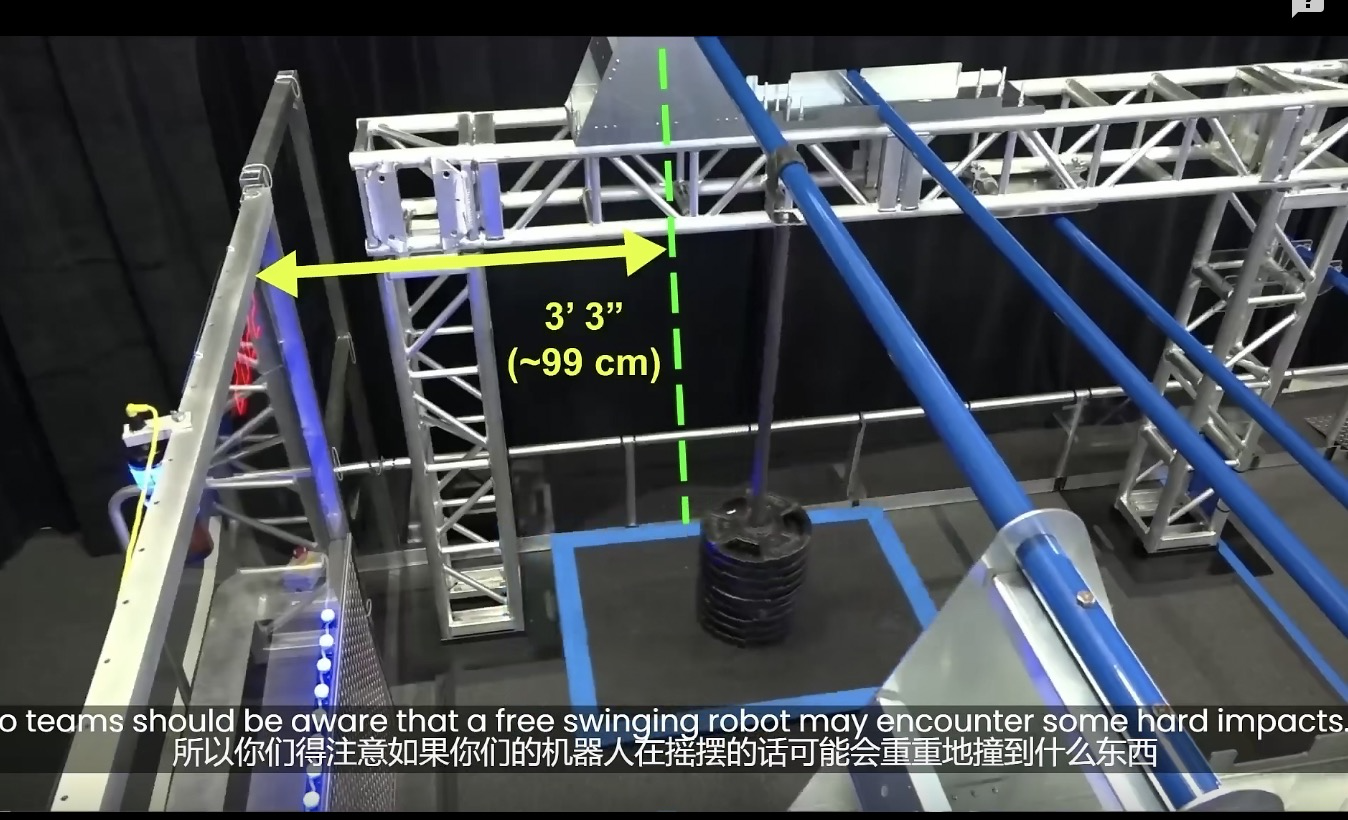 3’ 3”
(~99 cm)
o teams should be aware that a free swinging robot may encounter some hard impacts.
所以你们得注意如果你们的机器人在摇摆的话可能会重重地撞到什么东西